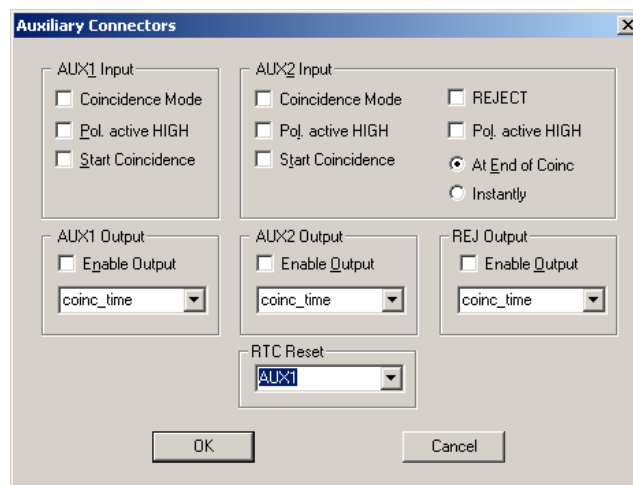 Auxiliary Connectors
AUX1 Input
Coincidence Mode
Pol. active HIGH
Start Coincidence
AUX2 Input
Coincidence Mode
Pol. active HIGH
Start Coincidence
REJECT
Pol. active HIGH
At End of Coinc
Instantly
AUX1 Output
Enable Output
coinc_time
AUX2 Output
Enable Output
coinc_time
REJ Output
Enable Output
coinc_time
RTC Reset
AUX1
OK
Cancel